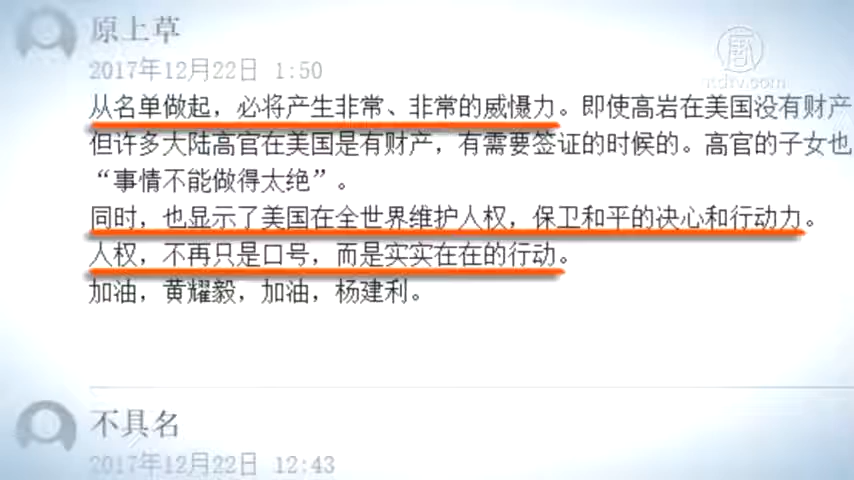 原上草
唐
ntdtv.com
2017年12月22日 1:50
从名单做起，必将产生非常、非常的威慑力。即使高岩在美国没有财产
但许多大陆高官在美国是有财产，有需要签证的时候的。高官的子女也
“事情不能做得太绝”。
同时，也显示了美国在全世界维护人权，保卫和平的决心和行动力。
人权，不再只是口号，而是实实在在的行动。
加油，黄耀毅，加油，杨建利。
不具名
2017年12月22日 12:43